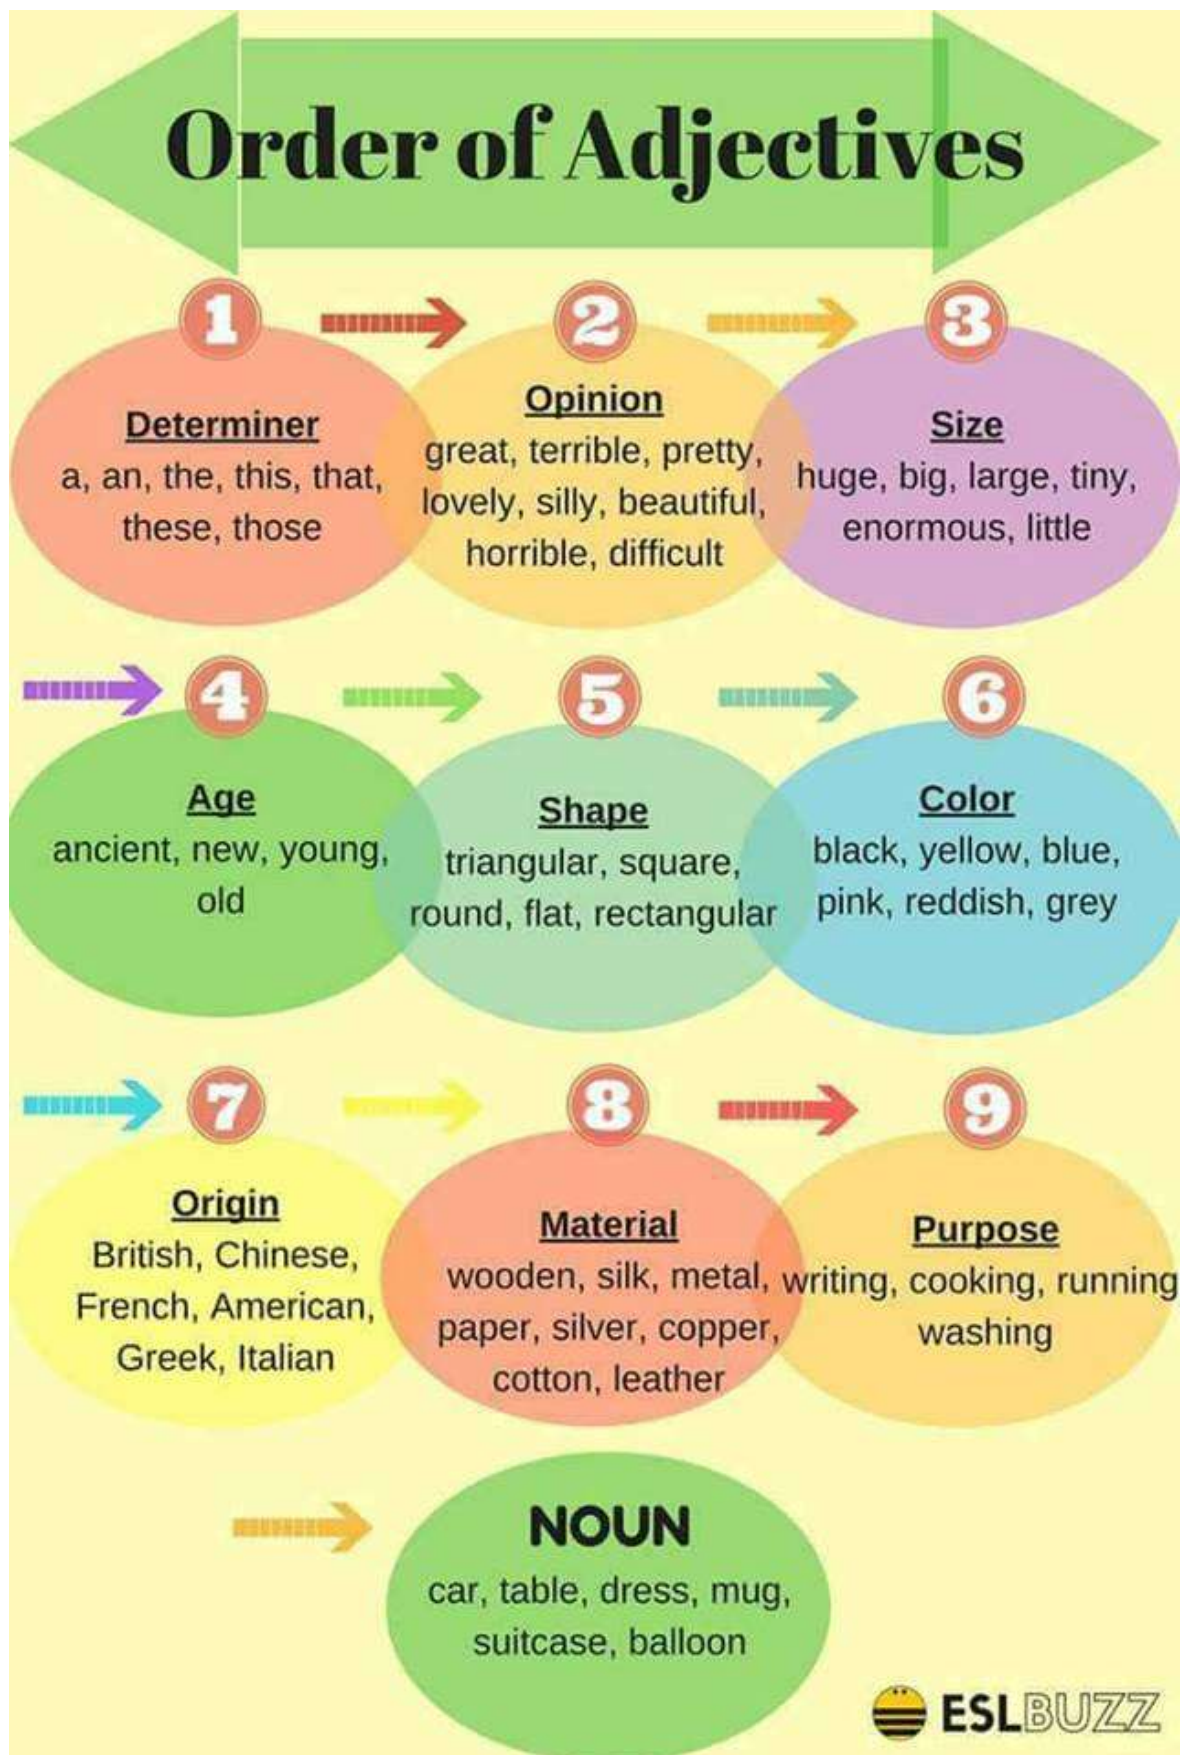 Order of Adjectives
1
2
3
Determiner
a, an, the, this, that,
these, those
Opinion
great, terrible, pretty,
lovely, silly, beautiful,
horrible, difficult
Size
huge, big, large, tiny,
enormous, little
4
5
6
Age
ancient, new, young,
old
Shape
triangular, square,
round, flat, rectangular
Color
black, yellow, blue,
pink, reddish, grey
7
8
9
Origin
British, Chinese,
French, American,
Greek, Italian
Material
wooden, silk, metal,
paper, silver, copper,
cotton, leather
Purpose
writing, cooking, running
washing
NOUN
car, table, dress, mug,
suitcase, balloon
ESLBUZZ